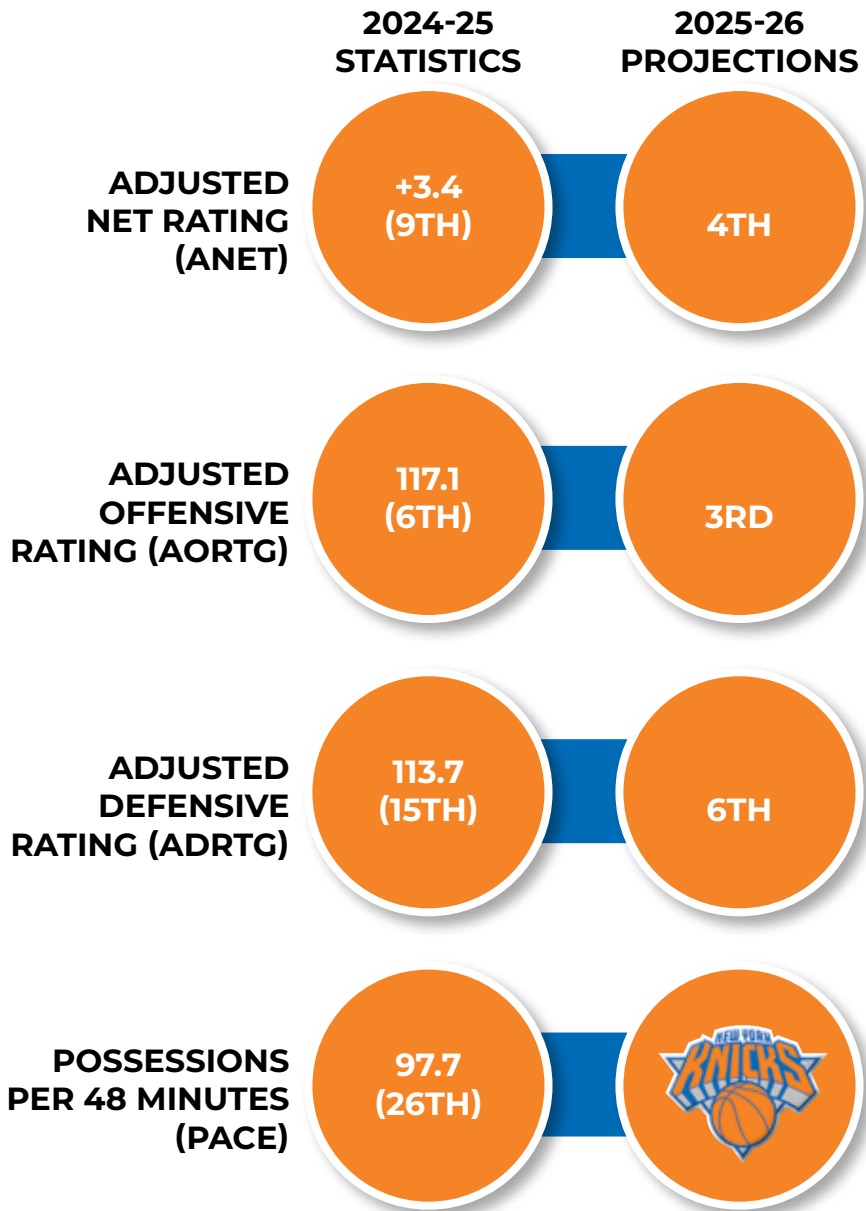 2024-25
STATISTICS
2025-26
PROJECTIONS
ADJUSTED
NET RATING
(ANET)
+3.4
(9TH)
4TH
ADJUSTED
OFFENSIVE
RATING (AORTG)
117.1
(6TH)
3RD
ADJUSTED
DEFENSIVE
RATING (ADRTG)
113.7
(15TH)
6TH
POSSESSIONS
PER 48 MINUTES
(PACE)
97.7
(26TH)
NEW YORK
KNICKS